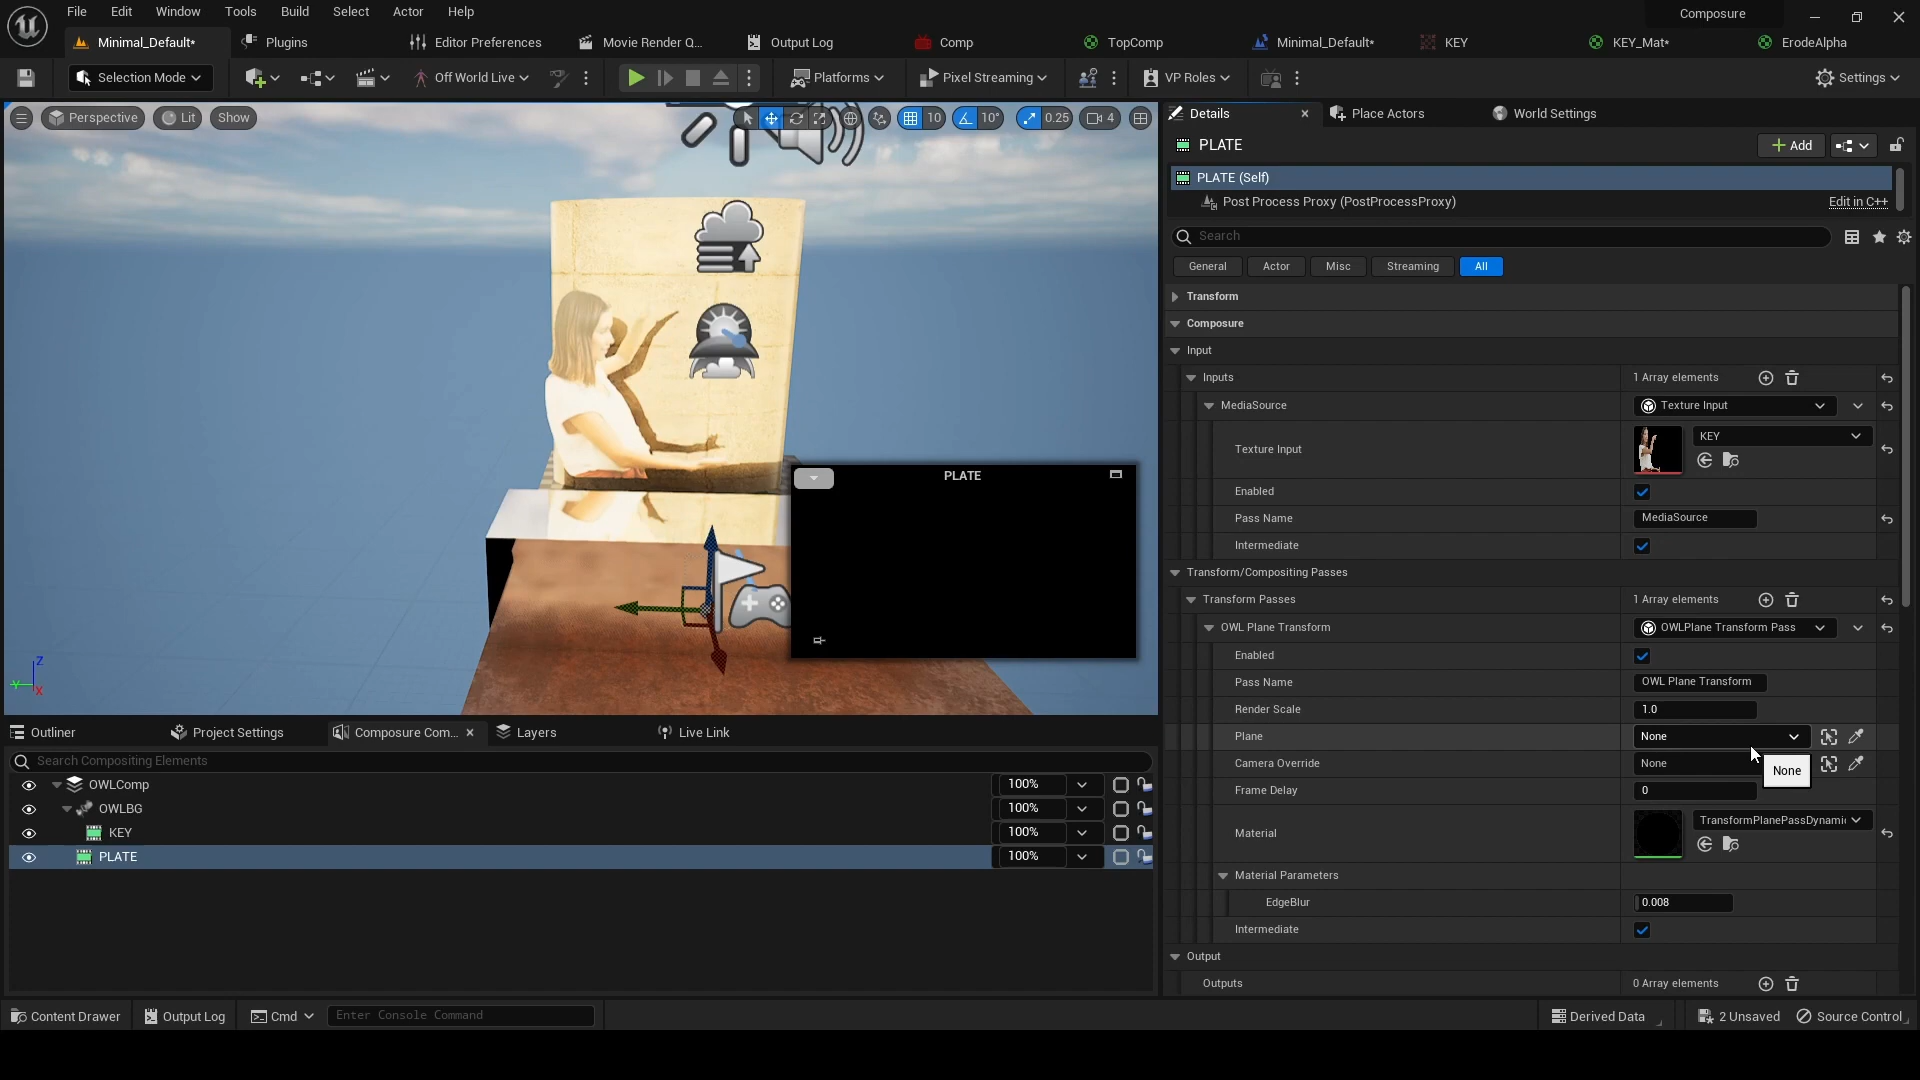 File Edit Window Tools Build Select Actor Help Composure
Minimal_Default* Plugins Editor Preferences Movie Render Q... Output Log Comp TopComp Minimal_Default* KEY KEY_Mat* ErodeAlpha
Selection Mode Off World Live Platforms Pixel Streaming VP Roles Settings
Perspective Lit Show 10 10° 0.25 4
PLATE
Z
Y
X
Details Place Actors World Settings
PLATE Add
PLATE (Self)
Post Process Proxy (PostProcessProxy) Edit in C++
Search
General Actor Misc Streaming All
Transform
Composure
Input
Inputs 1 Array elements
MediaSource Texture Input
Texture Input KEY
Enabled
Pass Name MediaSource
Intermediate
Transform/Compositing Passes
Transform Passes 1 Array elements
OWL Plane Transform OWLPlane Transform Pass
Enabled
Pass Name OWL Plane Transform
Render Scale 1.0
Plane None
Camera Override None
None
Frame Delay 0
Material TransformPlanePassDynamic
Material Parameters
EdgeBlur 0.008
Intermediate
Output
Outputs 0 Array elements
Outliner Project Settings Composure Com... Layers Live Link
Search Compositing Elements
OWLComp 100%
OWLBG 100%
KEY 100%
PLATE 100%
Content Drawer Output Log Cmd Enter Console Command Derived Data 2 Unsaved Source Control